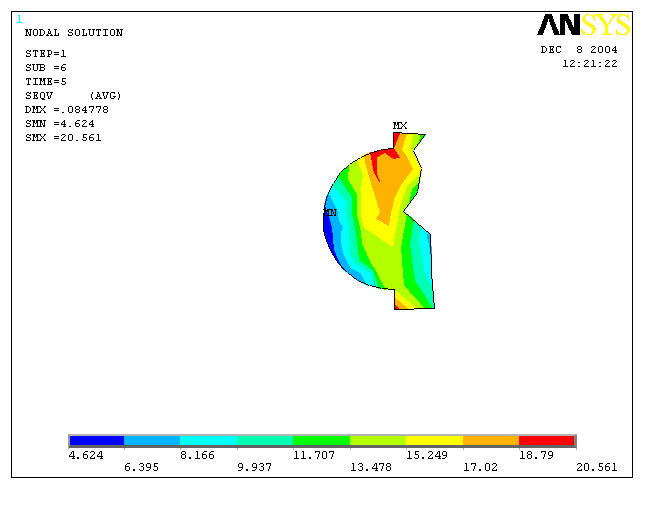 1
NODAL SOLUTION
ANSYS
STEP=1
SUB =6
TIME=5
SEQV (AVG)
DMX =.084778
SMN =4.624
SMX =20.561
DEC 8 2004
12:21:22
MX
MN
4.624 8.166 11.707 15.249 18.79
6.395 9.937 13.478 17.02 20.561